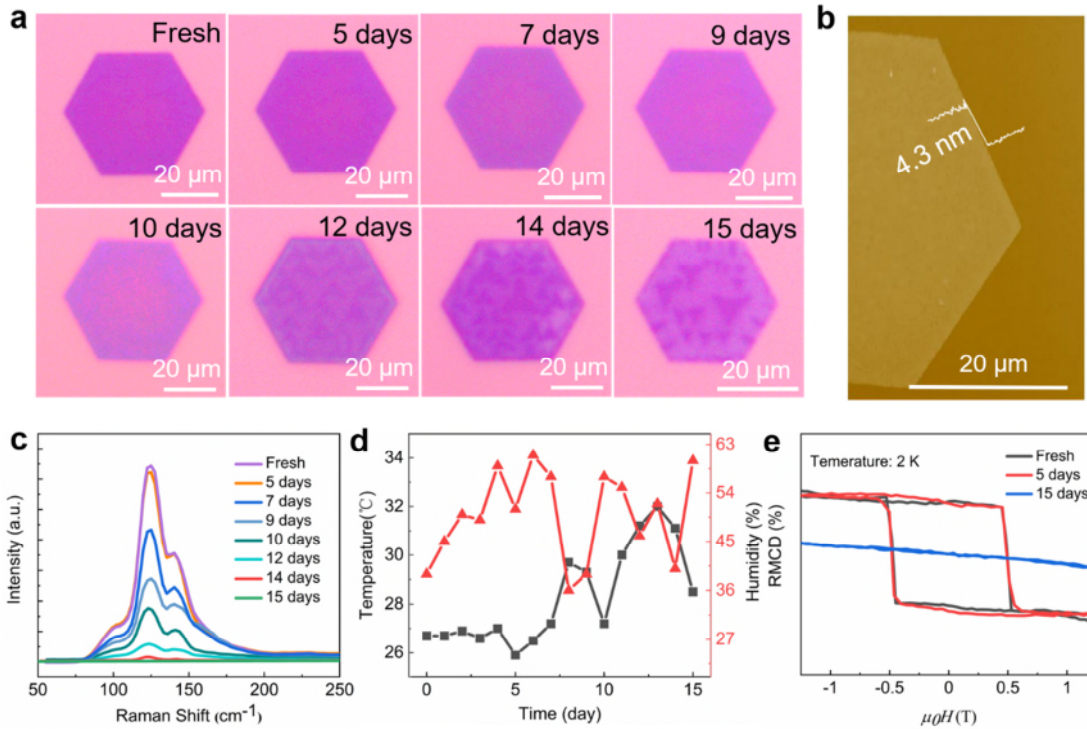 a
Fresh
20 μm
5 days
20 μm
7 days
20 μm
9 days
20 μm
10 days
20 μm
12 days
20 μm
14 days
20 μm
15 days
20 μm
b
4.3 nm
20 μm
c
Intensity (a.u.)
Fresh
5 days
7 days
9 days
10 days
12 days
14 days
15 days
50 100 150 200 250
Raman Shift (cm-1)
d
Temperature(℃)
34
32
30
28
26
0 5 10 15
Time (day)
63
54
45
36
27
Humidity (%)
e
RMCD (%)
Temerature: 2 K
Fresh
5 days
15 days
-1 -0.5 0 0.5 1
μ0H(T)